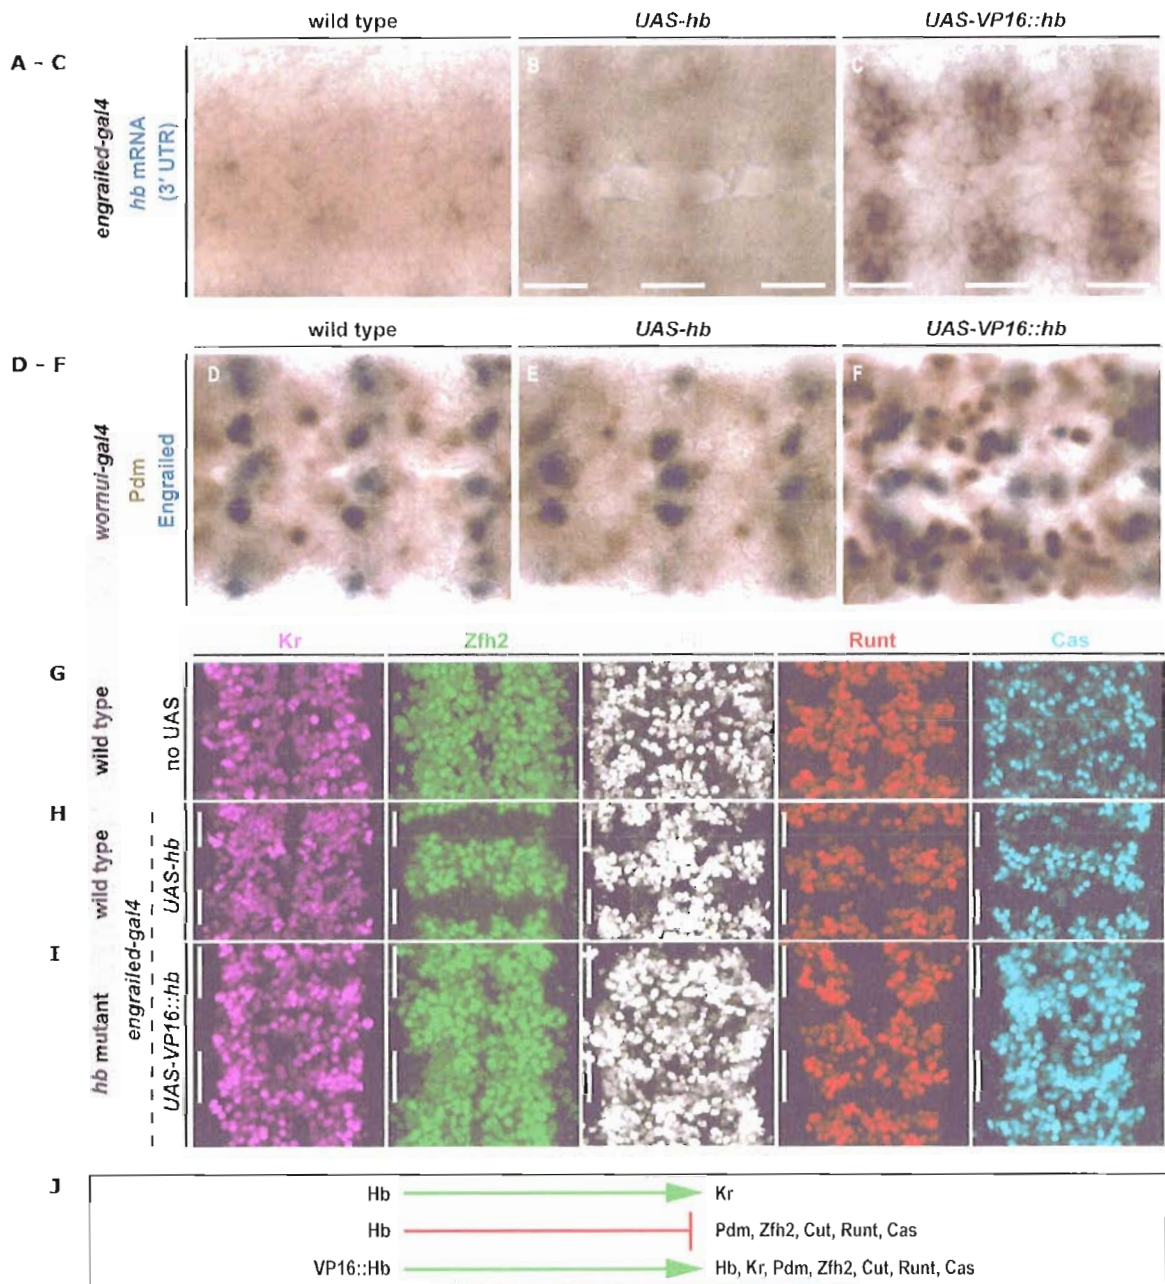 wild type
UAS-hb
UAS-VP16::hb
A - C
B
C
engrailed-gal4
hb mRNA
(3' UTR)
wild type
UAS-hb
UAS-VP16::hb
D - F
D
E
F
wornui-gal4
Pdm
Engrailed
Kr
Zfh2
Runt
Cas
G
wild type
no UAS
H
wild type
engrailed-gal4
UAS-hb
I
hb mutant
UAS-VP16::hb
J
Hb
Kr
Hb
Pdm, Zfh2, Cut, Runt, Cas
VP16::Hb
Hb, Kr, Pdm, Zfh2, Cut, Runt, Cas